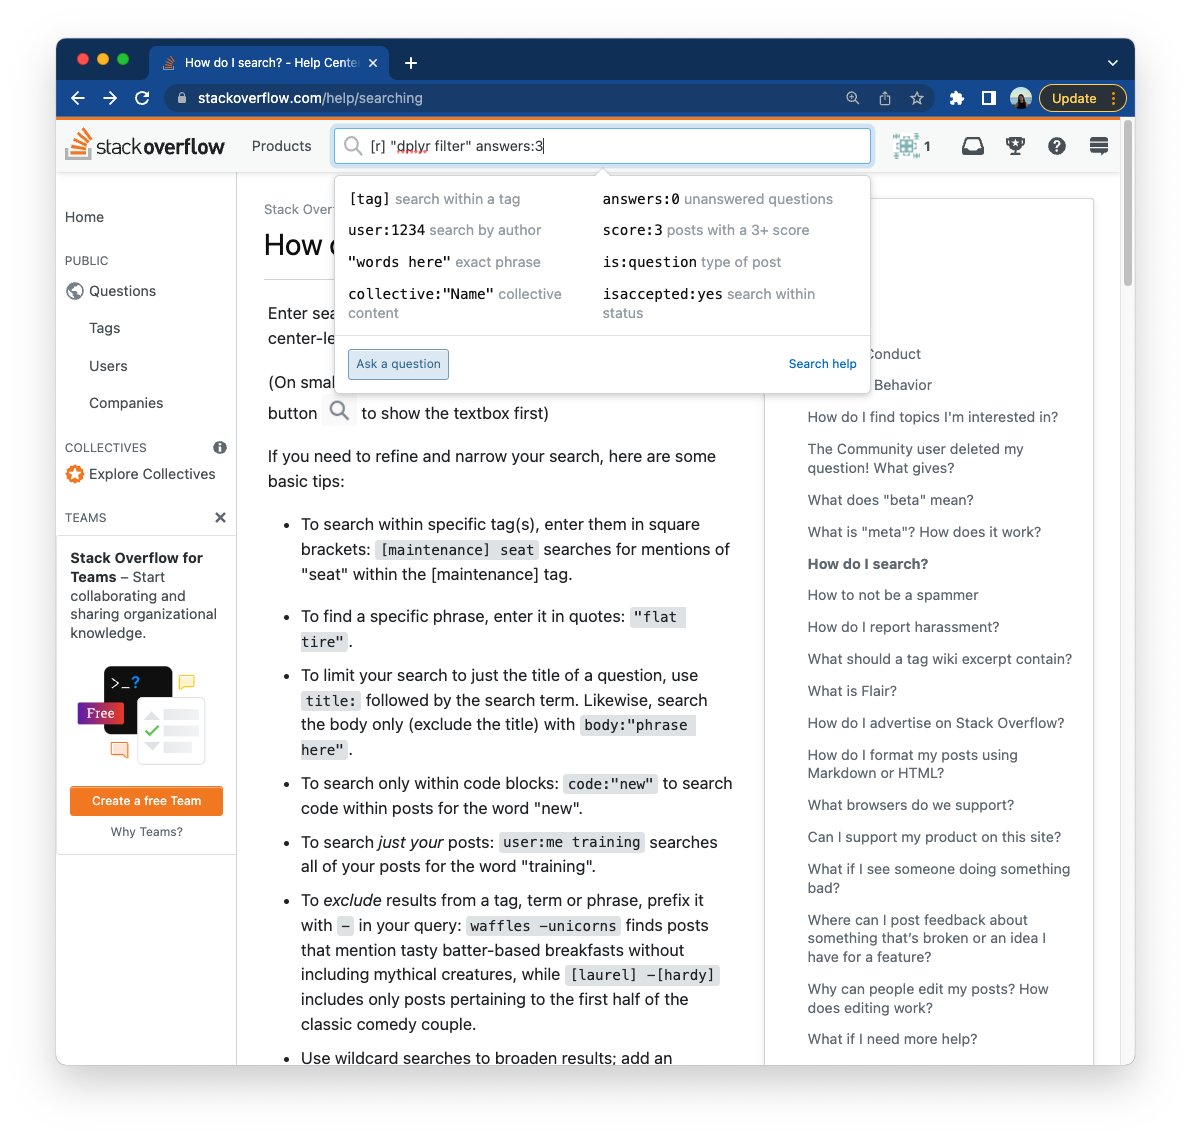 How do I search? - Help Cente
stackoverflow.com/help/searching
Update
stackoverflow
Products
[r] "dplyr filter" answers:3
1
[tag] search within a tag
answers:0 unanswered questions
user:1234 search by author
score:3 posts with a 3+ score
"words here" exact phrase
is:question type of post
collective:"Name" collective
content
isaccepted:yes search within
status
Ask a question
Search help
Home
PUBLIC
Questions
Tags
Users
Companies
COLLECTIVES
Explore Collectives
TEAMS
Stack Overflow for
Teams – Start
collaborating and
sharing organizational
knowledge.
>_?
Free
Create a free Team
Why Teams?
Stack Over
How
Enter sea
center-le
(On smal
button to show the textbox first)
If you need to refine and narrow your search, here are some
basic tips:
• To search within specific tag(s), enter them in square
brackets: [maintenance] seat searches for mentions of
"seat" within the [maintenance] tag.
• To find a specific phrase, enter it in quotes: "flat
tire".
• To limit your search to just the title of a question, use
title: followed by the search term. Likewise, search
the body only (exclude the title) with body:"phrase
here".
• To search only within code blocks: code:"new" to search
code within posts for the word "new".
• To search just your posts: user:me training searches
all of your posts for the word "training".
• To exclude results from a tag, term or phrase, prefix it
with - in your query: waffles -unicorns finds posts
that mention tasty batter-based breakfasts without
including mythical creatures, while [laurel] -[hardy]
includes only posts pertaining to the first half of the
classic comedy couple.
• Use wildcard searches to broaden results; add an
Conduct
Behavior
How do I find topics I'm interested in?
The Community user deleted my
question! What gives?
What does "beta" mean?
What is "meta"? How does it work?
How do I search?
How to not be a spammer
How do I report harassment?
What should a tag wiki excerpt contain?
What is Flair?
How do I advertise on Stack Overflow?
How do I format my posts using
Markdown or HTML?
What browsers do we support?
Can I support my product on this site?
What if I see someone doing something
bad?
Where can I post feedback about
something that's broken or an idea I
have for a feature?
Why can people edit my posts? How
does editing work?
What if I need more help?